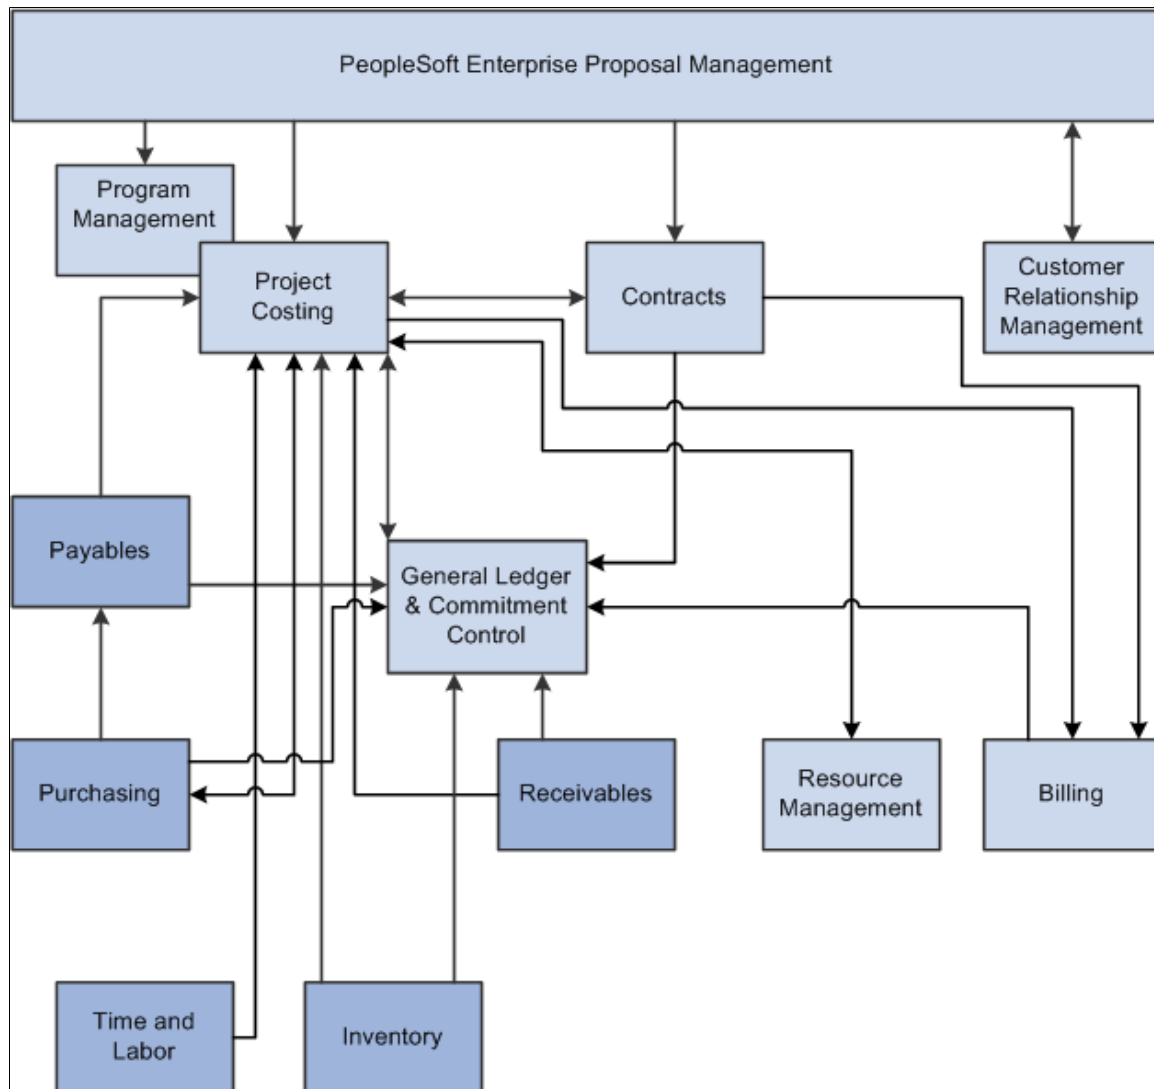 PeopleSoft Enterprise Proposal Management
Program
Management
Project
Costing
Contracts
Customer
Relationship
Management
Payables
General Ledger
& Commitment
Control
Purchasing
Receivables
Resource
Management
Billing
Time and
Labor
Inventory